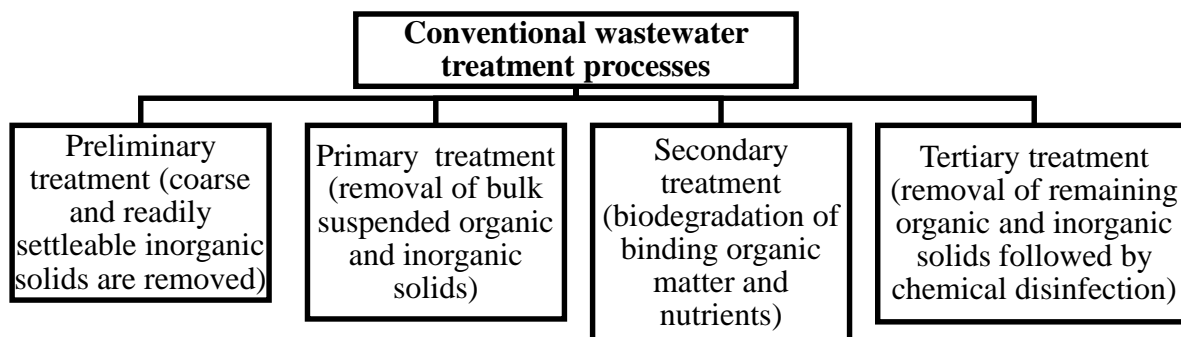 Conventional wastewater
treatment processes
Preliminary
treatment (coarse
and readily
settleable inorganic
solids are removed)
Primary treatment
(removal of bulk
suspended organic
and inorganic
solids)
Secondary
treatment
(biodegradation of
binding organic
matter and
nutrients)
Tertiary treatment
(removal of remaining
organic and inorganic
solids followed by
chemical disinfection)